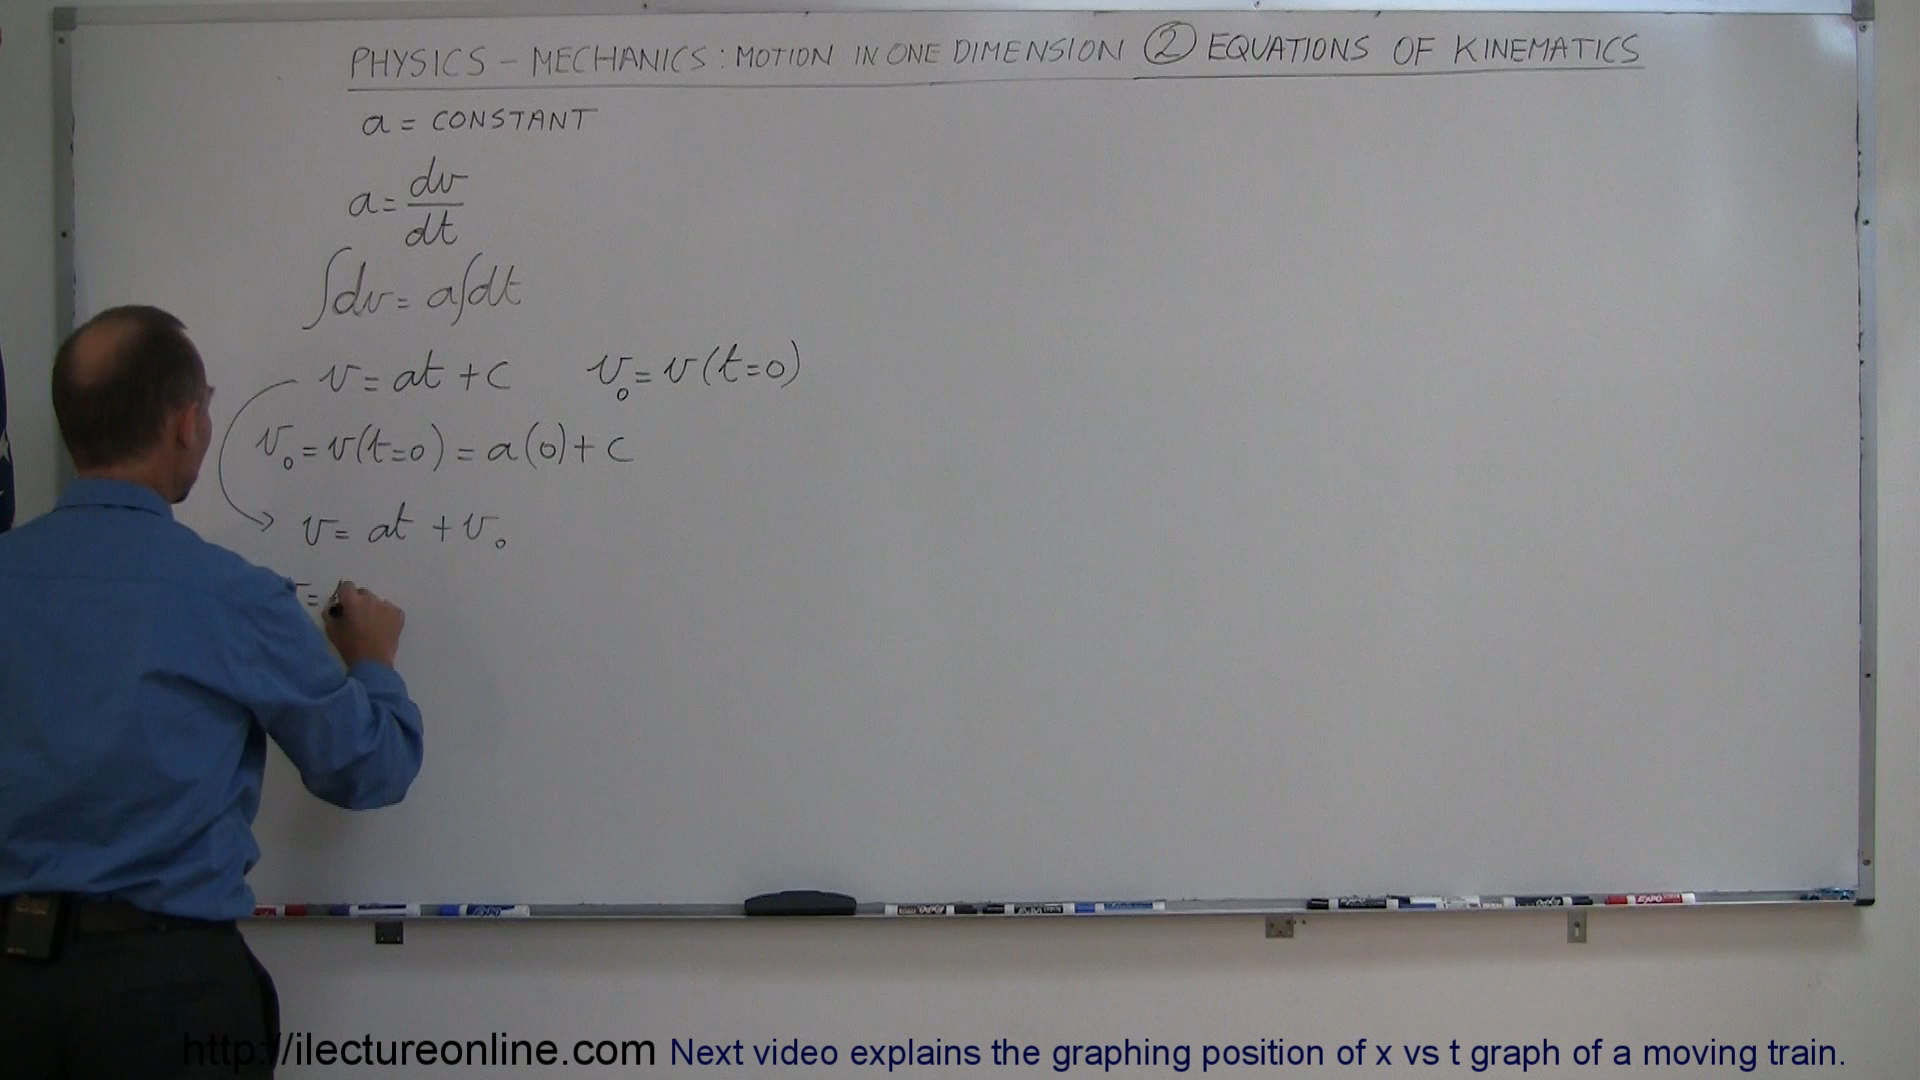 PHYSICS – MECHANICS: MOTION IN ONE DIMENSION ② EQUATIONS OF KINEMATICS
a = CONSTANT
a = dv/dt
∫dv = a∫dt
v = at + c v₀ = v(t=0)
v₀ = v(t=0) = a(0) + c
v = at + v₀
=
http://ilectureonline.com Next video explains the graphing position of x vs t graph of a moving train.